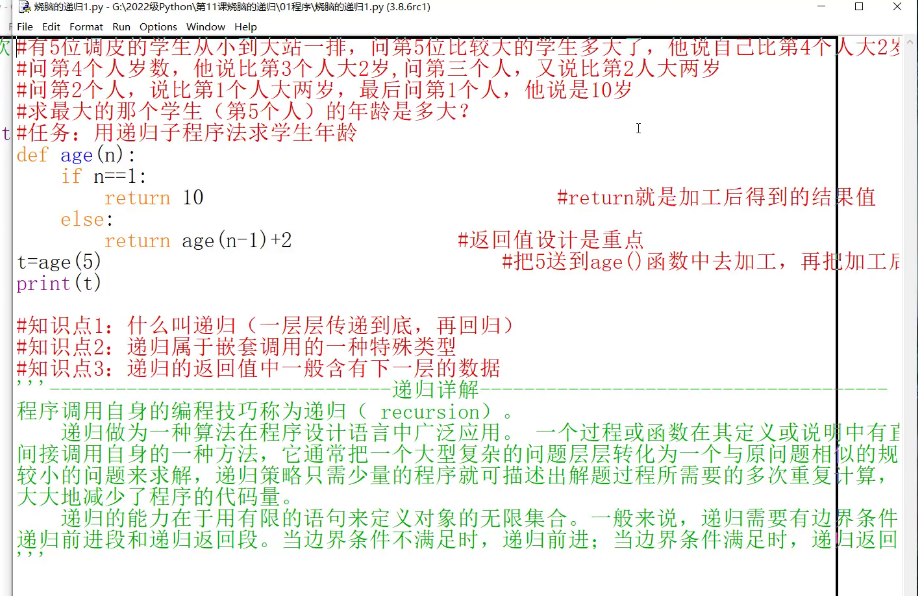 烧脑的递归1.py - G:\2022级Python\第11课烧脑的递归\01程序\烧脑的递归1.py (3.8.6rc1)
File Edit Format Run Options Window Help
#有5位调皮的学生从小到大站一排，问第5位比较大的学生多大了，他说自己比第4个人大2岁
#问第4个人岁数，他说比第3个人大2岁,问第三个人，又说比第2人大两岁
#问第2个人，说比第1个人大两岁，最后问第1个人，他说是10岁
#求最大的那个学生（第5个人）的年龄是多大？
#任务：用递归子程序法求学生年龄
def age(n):
if n==1:
return 10 #return就是加工后得到的结果值
else:
return age(n-1)+2 #返回值设计是重点
t=age(5) #把5送到age()函数中去加工，再把加工后
print(t)
#知识点1：什么叫递归（一层层传递到底，再回归）
#知识点2：递归属于嵌套调用的一种特殊类型
#知识点3：递归的返回值中一般含有下一层的数据
'''--------------------------------递归详解--------------------------------------
程序调用自身的编程技巧称为递归（ recursion）。
递归做为一种算法在程序设计语言中广泛应用。 一个过程或函数在其定义或说明中有直
间接调用自身的一种方法，它通常把一个大型复杂的问题层层转化为一个与原问题相似的规
较小的问题来求解，递归策略只需少量的程序就可描述出解题过程所需要的多次重复计算，
大大地减少了程序的代码量。
递归的能力在于用有限的语句来定义对象的无限集合。一般来说，递归需要有边界条件
递归前进段和递归返回段。当边界条件不满足时，递归前进；当边界条件满足时，递归返回
'''